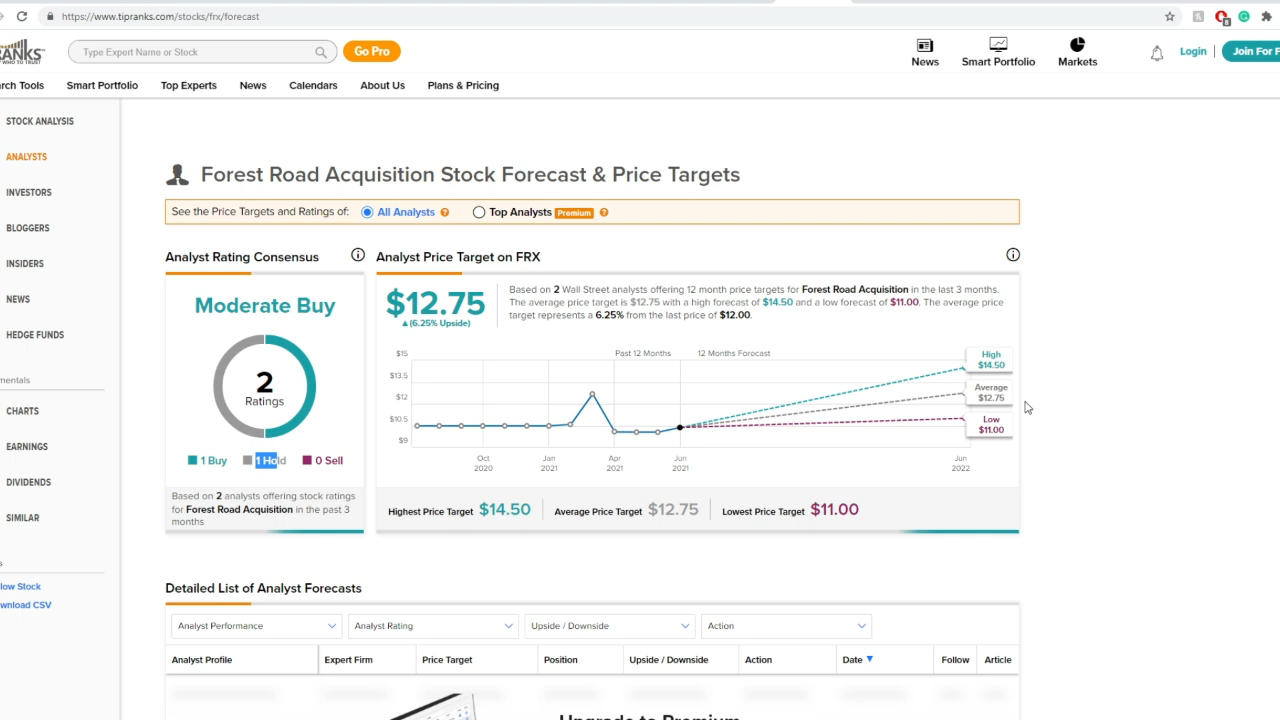 https://www.tipranks.com/stocks/frx/forecast
Type Expert Name or Stock
Go Pro
News
Smart Portfolio
Markets
Login
Join For F
RANKS
WHO TO TRUST
rch Tools
Smart Portfolio
Top Experts
News
Calendars
About Us
Plans & Pricing
STOCK ANALYSIS
ANALYSTS
INVESTORS
BLOGGERS
INSIDERS
NEWS
HEDGE FUNDS
mentals
CHARTS
EARNINGS
DIVIDENDS
SIMILAR
s
low Stock
wnload CSV
Forest Road Acquisition Stock Forecast & Price Targets
See the Price Targets and Ratings of:
All Analysts
Top Analysts Premium
Analyst Rating Consensus
Moderate Buy
2
Ratings
1 Buy
1 Hold
0 Sell
Based on 2 analysts offering stock ratings
for Forest Road Acquisition in the past 3
months
Analyst Price Target on FRX
$12.75
▲(6.25% Upside)
Based on 2 Wall Street analysts offering 12 month price targets for Forest Road Acquisition in the last 3 months.
The average price target is $12.75 with a high forecast of $14.50 and a low forecast of $11.00. The average price
target represents a 6.25% from the last price of $12.00.
Past 12 Months
12 Months Forecast
$15
$13.5
$12
$10.5
$9
Oct
2020
Jan
2021
Apr
2021
Jun
2021
Jun
2022
High
$14.50
Average
$12.75
Low
$11.00
Highest Price Target $14.50
Average Price Target $12.75
Lowest Price Target $11.00
Detailed List of Analyst Forecasts
Analyst Performance
Analyst Rating
Upside / Downside
Action
Analyst Profile
Expert Firm
Price Target
Position
Upside / Downside
Action
Date
Follow
Article
Upgrade to Premium